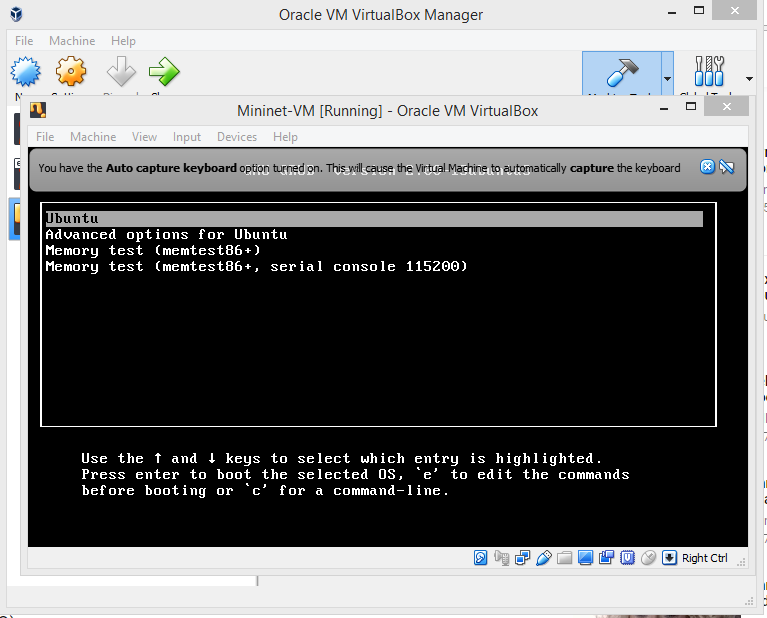 Oracle VM VirtualBox Manager
File Machine Help
Mininet-VM [Running] - Oracle VM VirtualBox
File Machine View Input Devices Help
You have the Auto capture keyboard option turned on. This will cause the Virtual Machine to automatically capture the keyboard
Ubuntu
Advanced options for Ubuntu
Memory test (memtest86+)
Memory test (memtest86+, serial console 115200)
Use the ↑ and ↓ keys to select which entry is highlighted.
Press enter to boot the selected OS, `e' to edit the commands
before booting or `c' for a command-line.
Right Ctrl